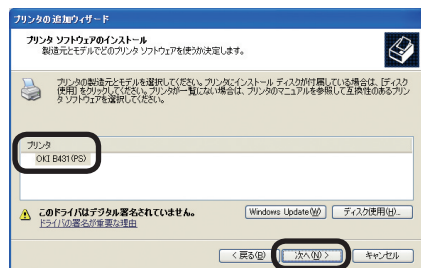 プリンタの追加ウィザード
プリンタ ソフトウェアのインストール
製造元とモデルでどのプリンタ ソフトウェアを使うか決定します。
プリンタの製造元とモデルを選択してください。プリンタにインストール ディスクが付属している場合は、[ディスク
使用] をクリックしてください。プリンタが一覧にない場合は、プリンタのマニュアルを参照して互換性のあるプリン
タ ソフトウェアを選択してください。
プリンタ
OKI B431(PS)
このドライバはデジタル署名されていません。
ドライバの署名が重要な理由
Windows Update(W)
ディスク使用(H)...
< 戻る(B)
次へ(N) >
キャンセル